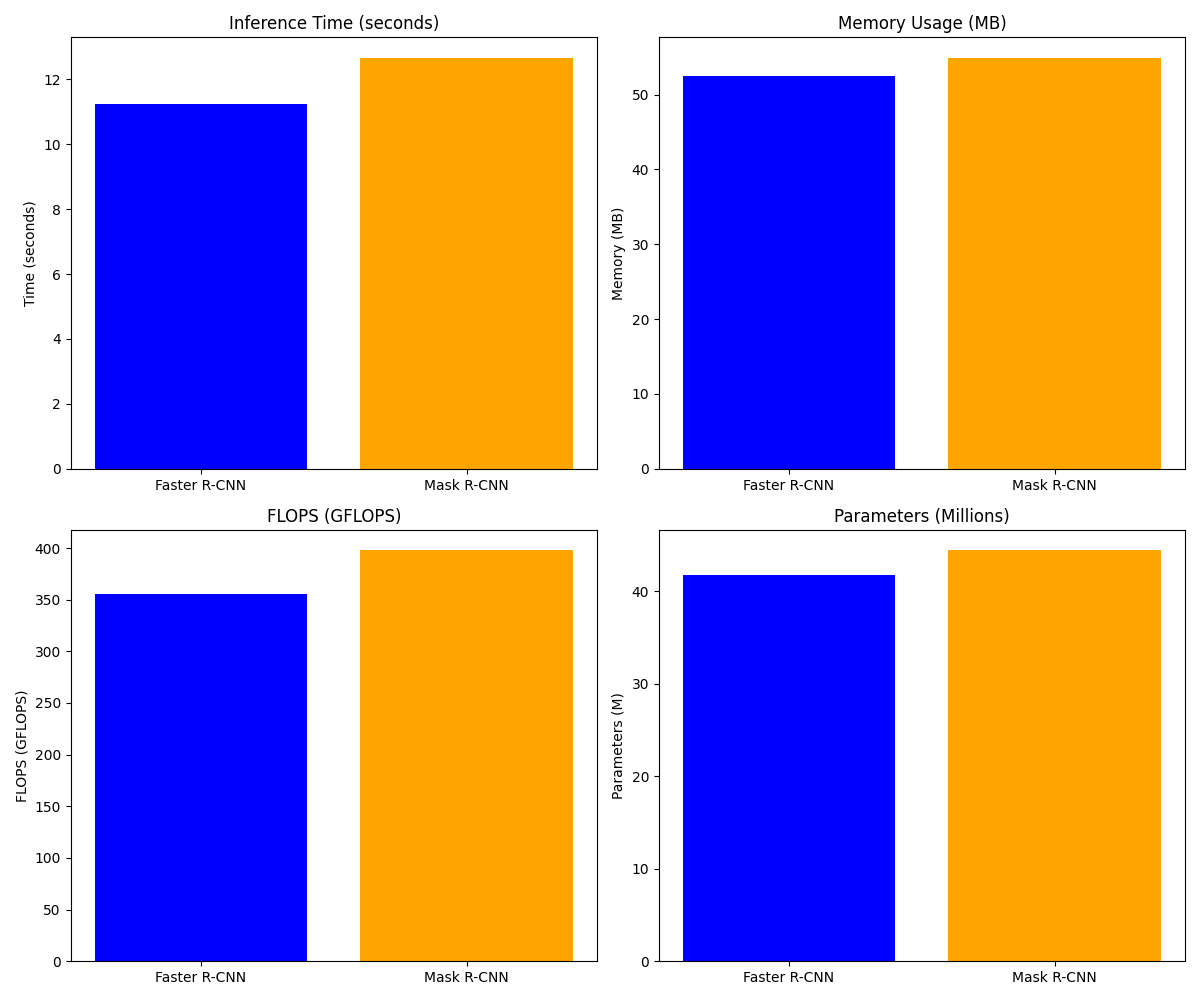 Inference Time (seconds)
Time (seconds)
12
10
8
6
4
2
0
Faster R-CNN
Mask R-CNN
Memory Usage (MB)
Memory (MB)
50
40
30
20
10
0
Faster R-CNN
Mask R-CNN
FLOPS (GFLOPS)
FLOPS (GFLOPS)
400
350
300
250
200
150
100
50
0
Faster R-CNN
Mask R-CNN
Parameters (Millions)
Parameters (M)
40
30
20
10
0
Faster R-CNN
Mask R-CNN